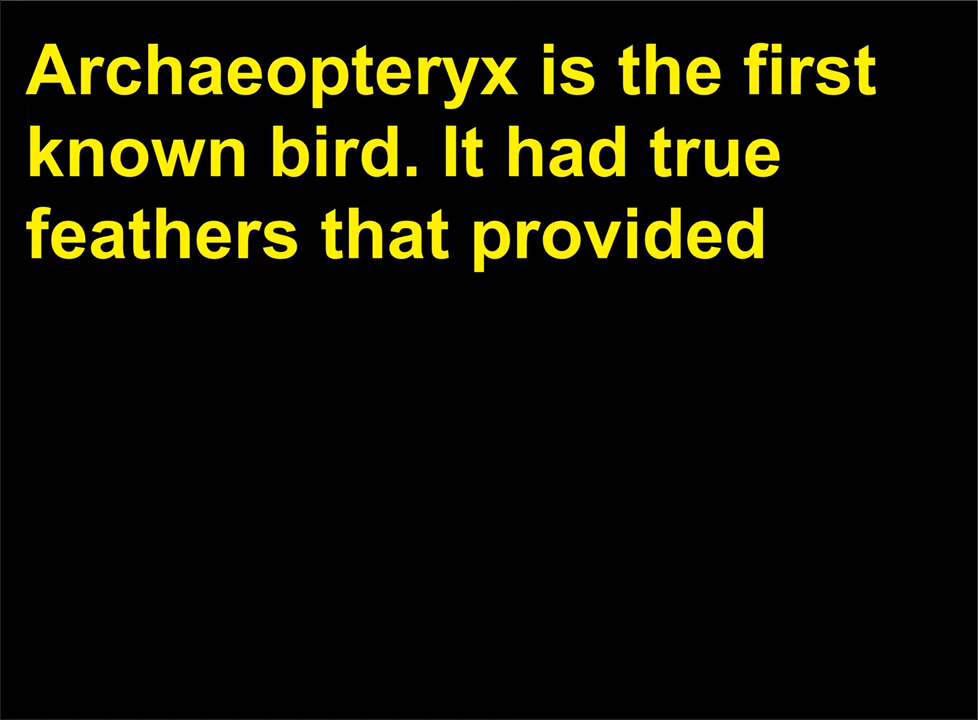 Archaeopteryx is the first
known bird. It had true
feathers that provided